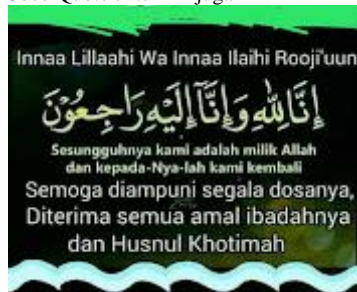 Innaa Lillaahi Wa Innaa Ilaihi Rooji'uun
إِنَّا لِلّٰهِ وَإِنَّآ إِلَيْهِ رَاجِعُوْنَ
Sesungguhnya kami adalah milik Allah
dan kepada-Nya-lah kami kembali
Semoga diampuni segala dosanya,
Diterima semua amal ibadahnya
dan Husnul Khotimah